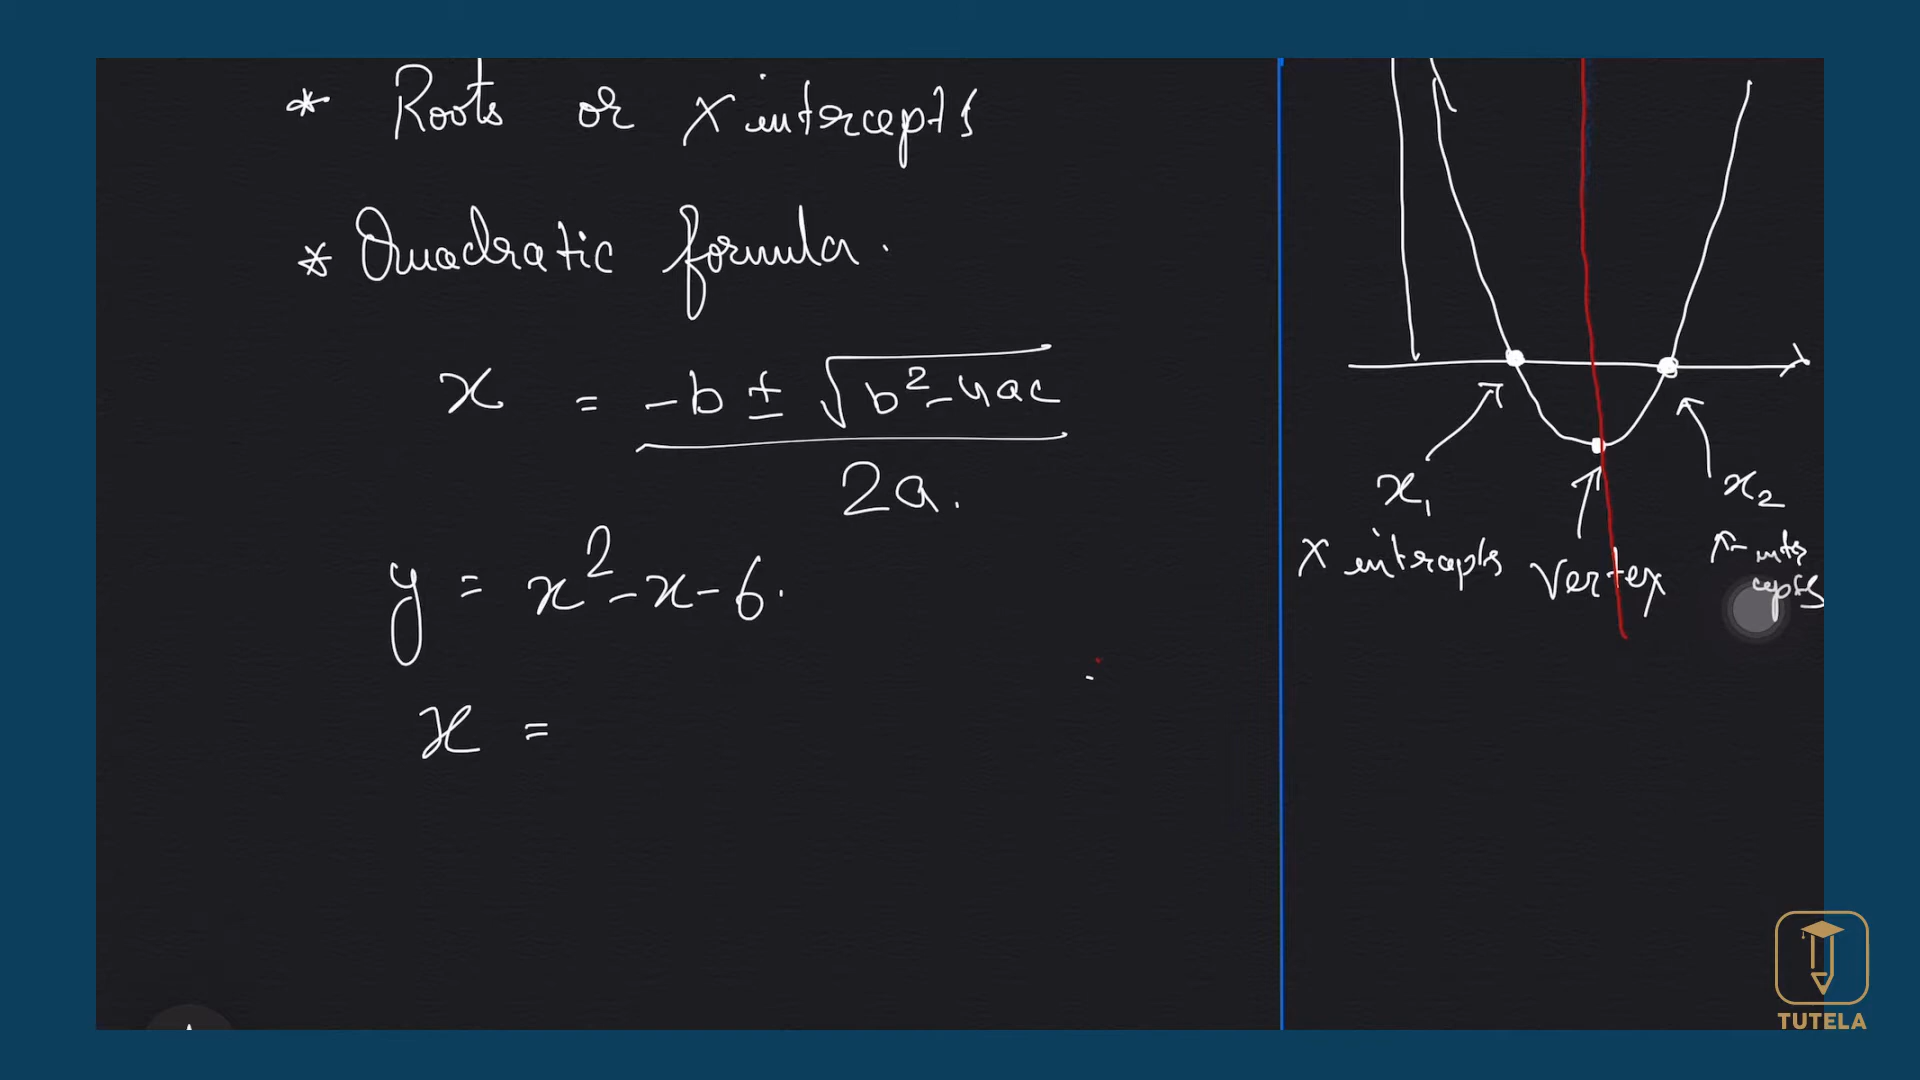 * Roots or x intercepts
* Quadratic formula.
x = -b ± √b² - 4ac
2a.
y = x² - x - 6.
x =
x₁
x intercepts
Vertex
x₂
TUTELA